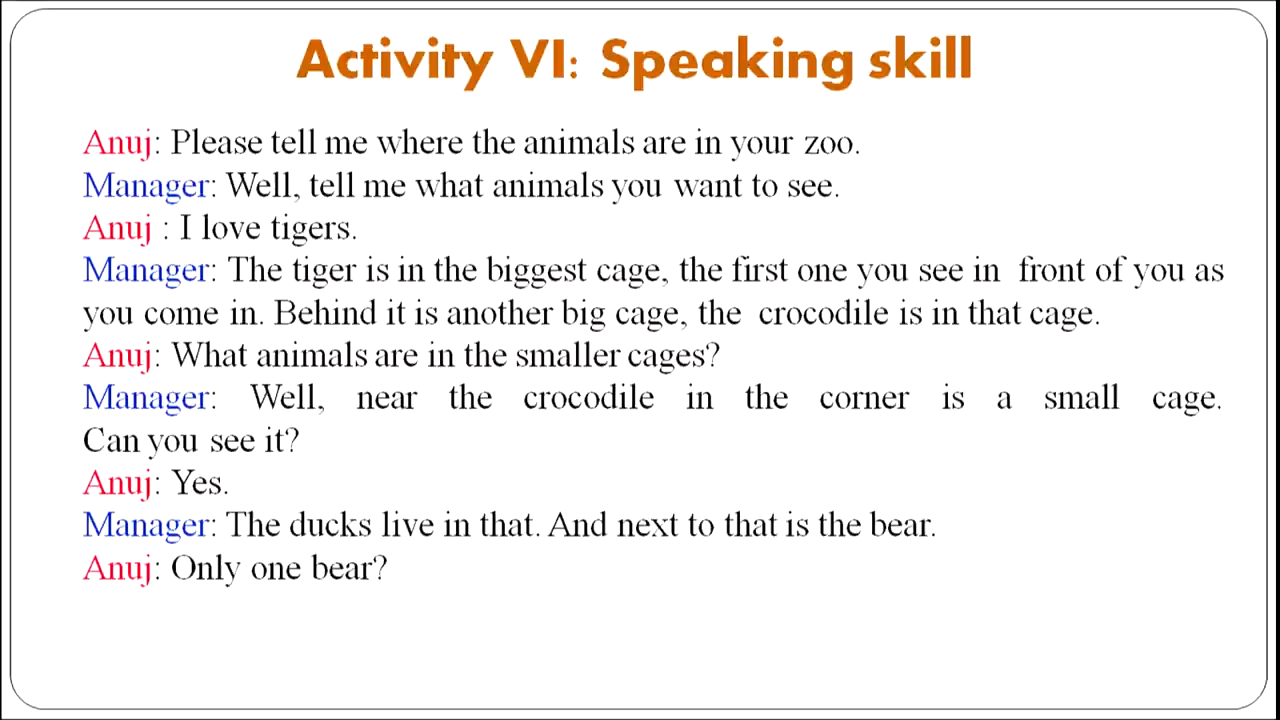 Activity VI: Speaking skill
Anuj: Please tell me where the animals are in your zoo.
Manager: Well, tell me what animals you want to see.
Anuj : I love tigers.
Manager: The tiger is in the biggest cage, the first one you see in front of you as
you come in. Behind it is another big cage, the crocodile is in that cage.
Anuj: What animals are in the smaller cages?
Manager: Well, near the crocodile in the corner is a small cage.
Can you see it?
Anuj: Yes.
Manager: The ducks live in that. And next to that is the bear.
Anuj: Only one bear?